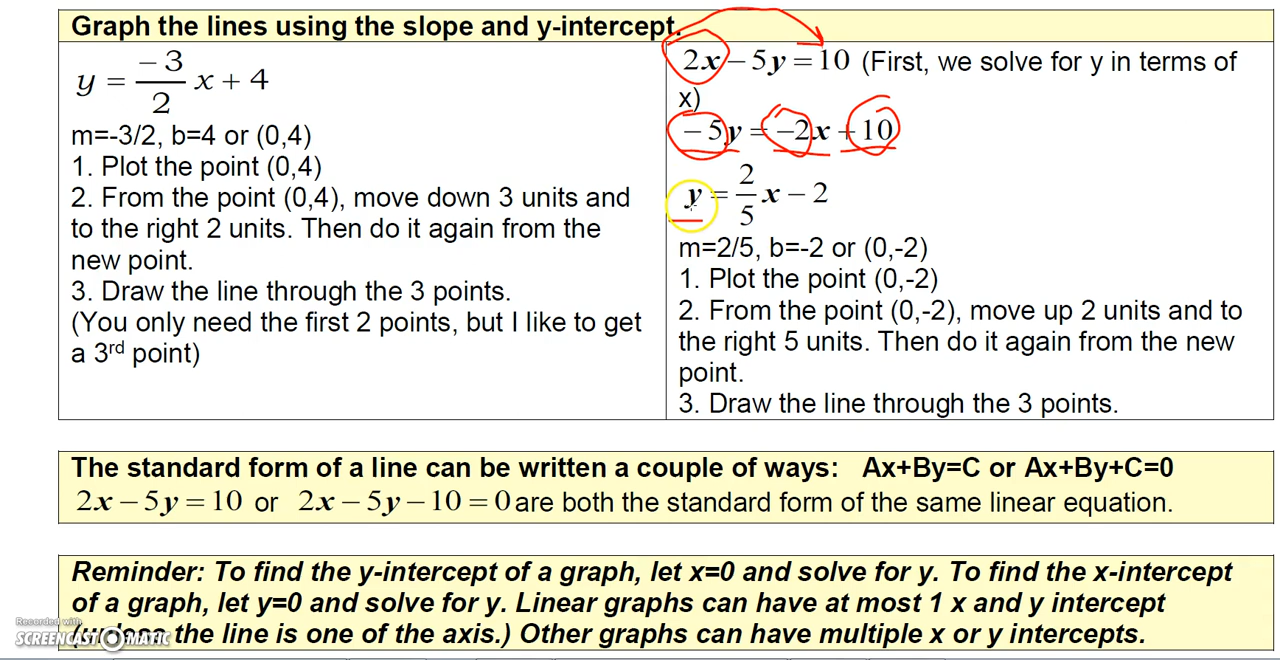 Graph the lines using the slope and y-intercept.
y = -3/2 x + 4
m=-3/2, b=4 or (0,4)
1. Plot the point (0,4)
2. From the point (0,4), move down 3 units and
to the right 2 units. Then do it again from the
new point.
3. Draw the line through the 3 points.
(You only need the first 2 points, but I like to get
a 3rd point)
2x – 5y = 10 (First, we solve for y in terms of
x)
– 5y = –2x + 10
y = 2/5 x – 2
m=2/5, b=-2 or (0,-2)
1. Plot the point (0,-2)
2. From the point (0,-2), move up 2 units and to
the right 5 units. Then do it again from the new
point.
3. Draw the line through the 3 points.
The standard form of a line can be written a couple of ways: Ax+By=C or Ax+By+C=0
2x – 5y = 10 or 2x – 5y – 10 = 0 are both the standard form of the same linear equation.
Reminder: To find the y-intercept of a graph, let x=0 and solve for y. To find the x-intercept
of a graph, let y=0 and solve for y. Linear graphs can have at most 1 x and y intercept
the line is one of the axis.) Other graphs can have multiple x or y intercepts.
Recorded with
SCREENCAST MATIC